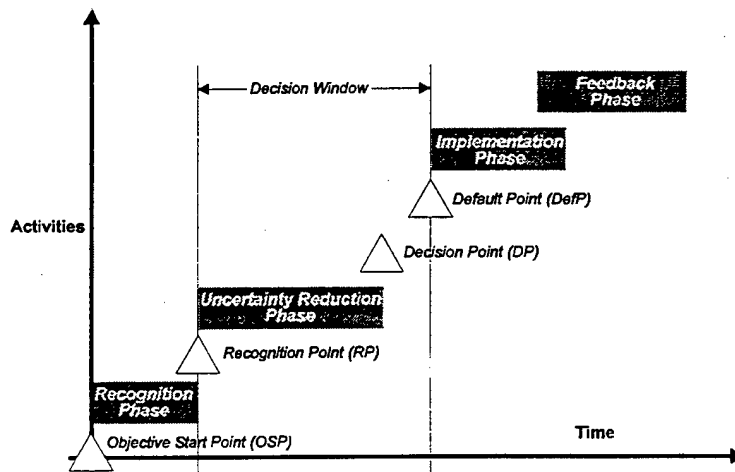 Feedback
Phase
Decision Window
Implementation
Phase
Default Point (DefP)
Activities
Decision Point (DP)
Uncertainty Reduction
Phase
Recognition Point (RP)
Recognition
Phase
Objective Start Point (OSP)
Time